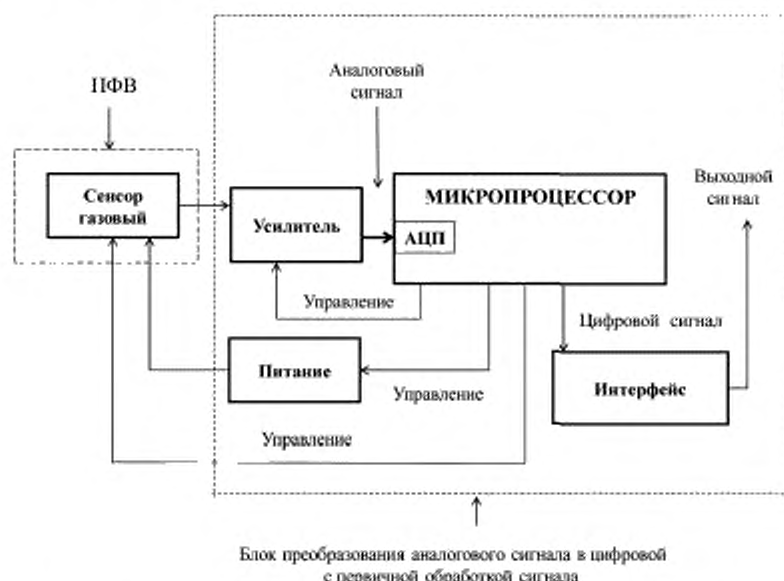 Аналоговый
сигнал
ПФВ
Сенсор
газовый
Усилитель
МИКРОПРОЦЕССОР
АЦП
Выходной
сигнал
Управление
Цифровой сигнал
Питание
Управление
Интерфейс
Управление
Блок преобразования аналогового сигнала в цифровой
с первичной обработкой сигнала